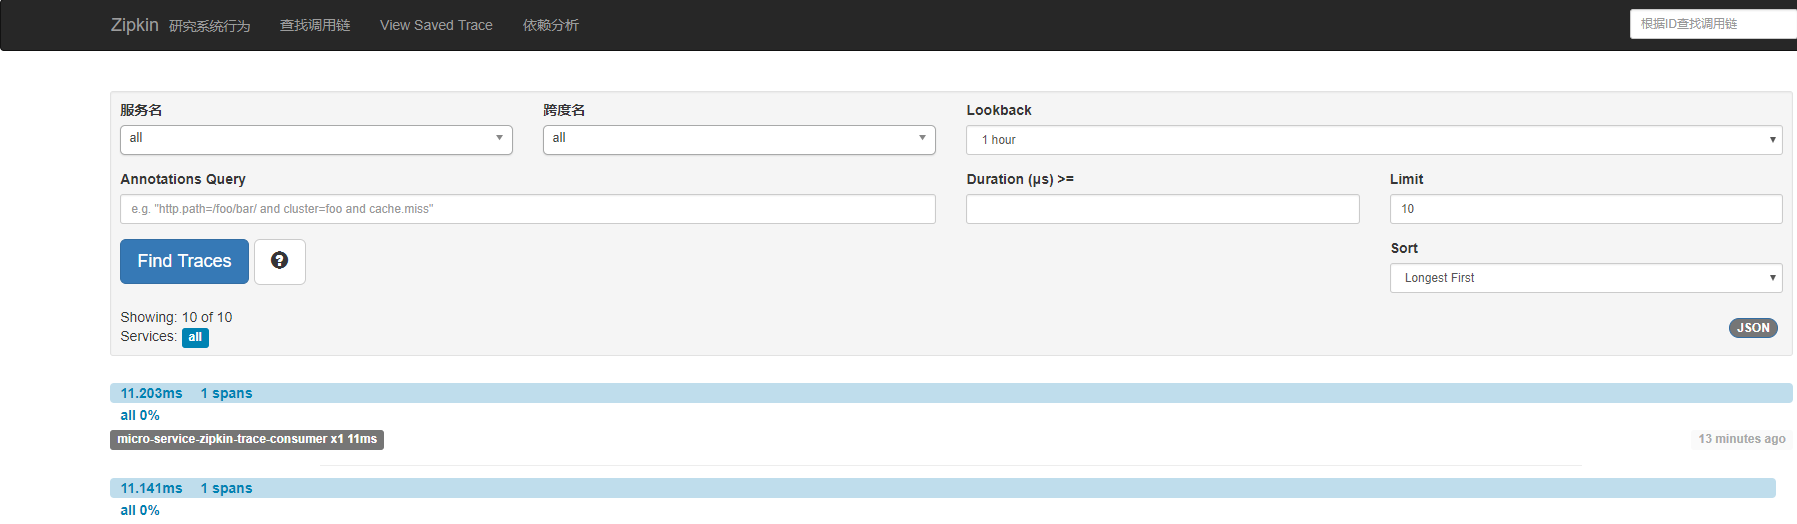 Zipkin 研究系统行为 查找调用链 View Saved Trace 依赖分析 根据ID查找调用链
服务名 跨度名 Lookback
all all 1 hour
Annotations Query Duration (μs) >= Limit
e.g. "http.path=/foo/bar/ and cluster=foo and cache.miss" 10
Find Traces ? Sort
Longest First
Showing: 10 of 10
Services: all JSON
11.203ms 1 spans
all 0%
micro-service-zipkin-trace-consumer x1 11ms 13 minutes ago
11.141ms 1 spans
all 0%